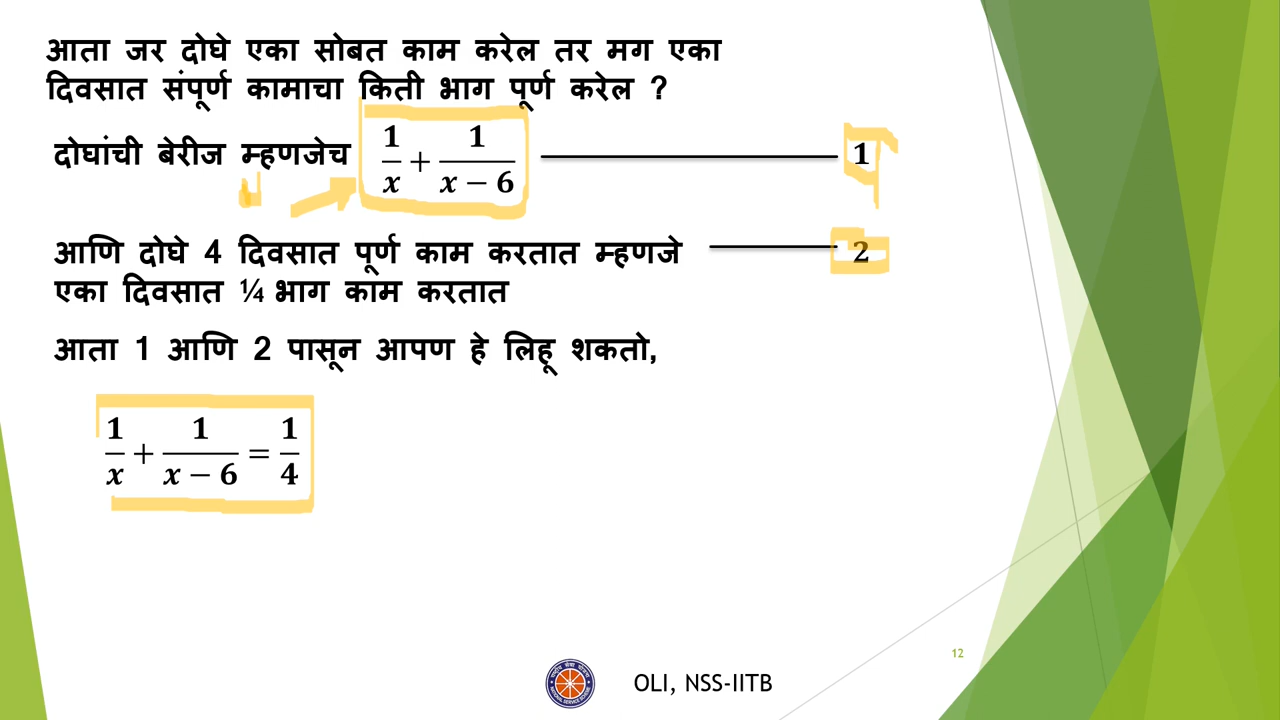 आता जर दोघे एका सोबत काम करेल तर मग एका
दिवसात संपूर्ण कामाचा किती भाग पूर्ण करेल ?
दोघांची बेरीज म्हणजेच 1/x + 1/(x − 6) 1
आणि दोघे 4 दिवसात पूर्ण काम करतात म्हणजे 2
एका दिवसात ¼ भाग काम करतात
आता 1 आणि 2 पासून आपण हे लिहू शकतो,
1/x + 1/(x − 6) = 1/4
12
OLI, NSS-IITB